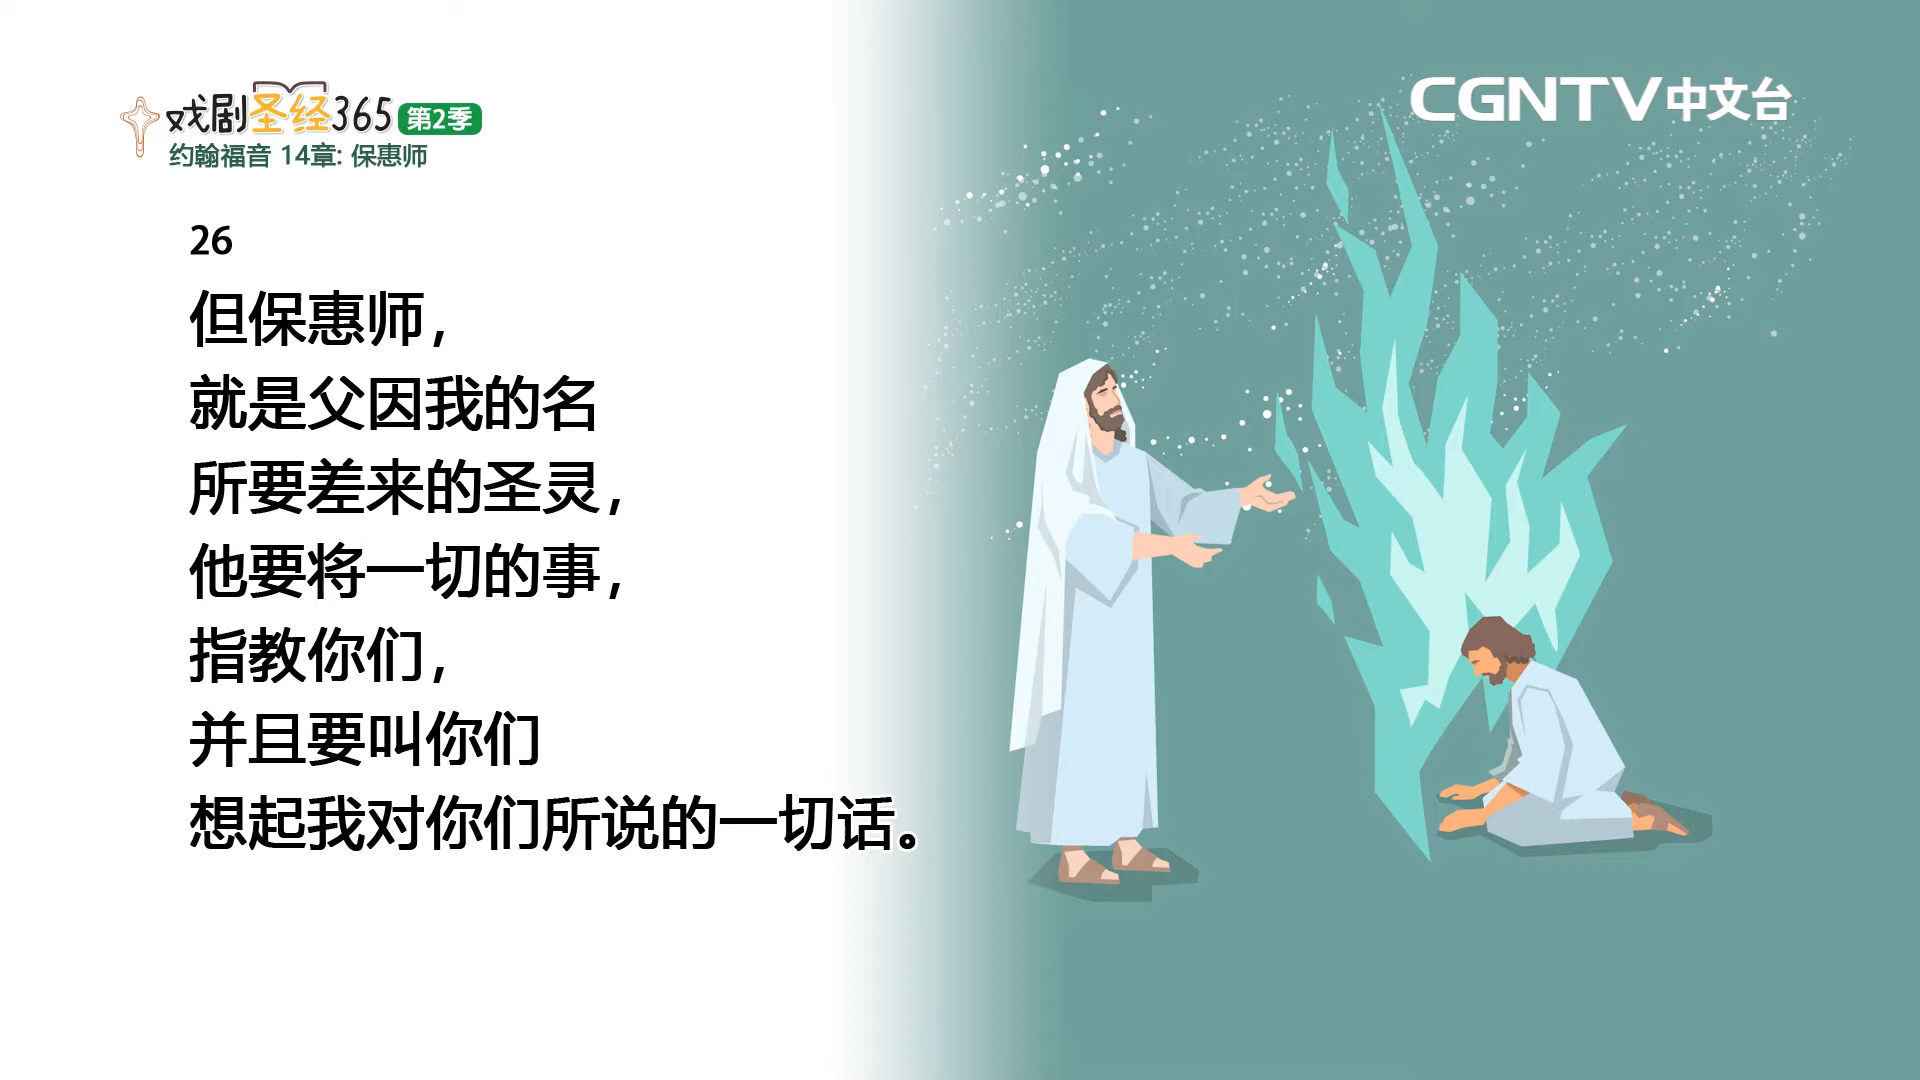 戏剧圣经365 第2季
约翰福音 14章: 保惠师
CGNTV中文台
26
但保惠师，
就是父因我的名
所要差来的圣灵，
他要将一切的事，
指教你们，
并且要叫你们
想起我对你们所说的一切话。